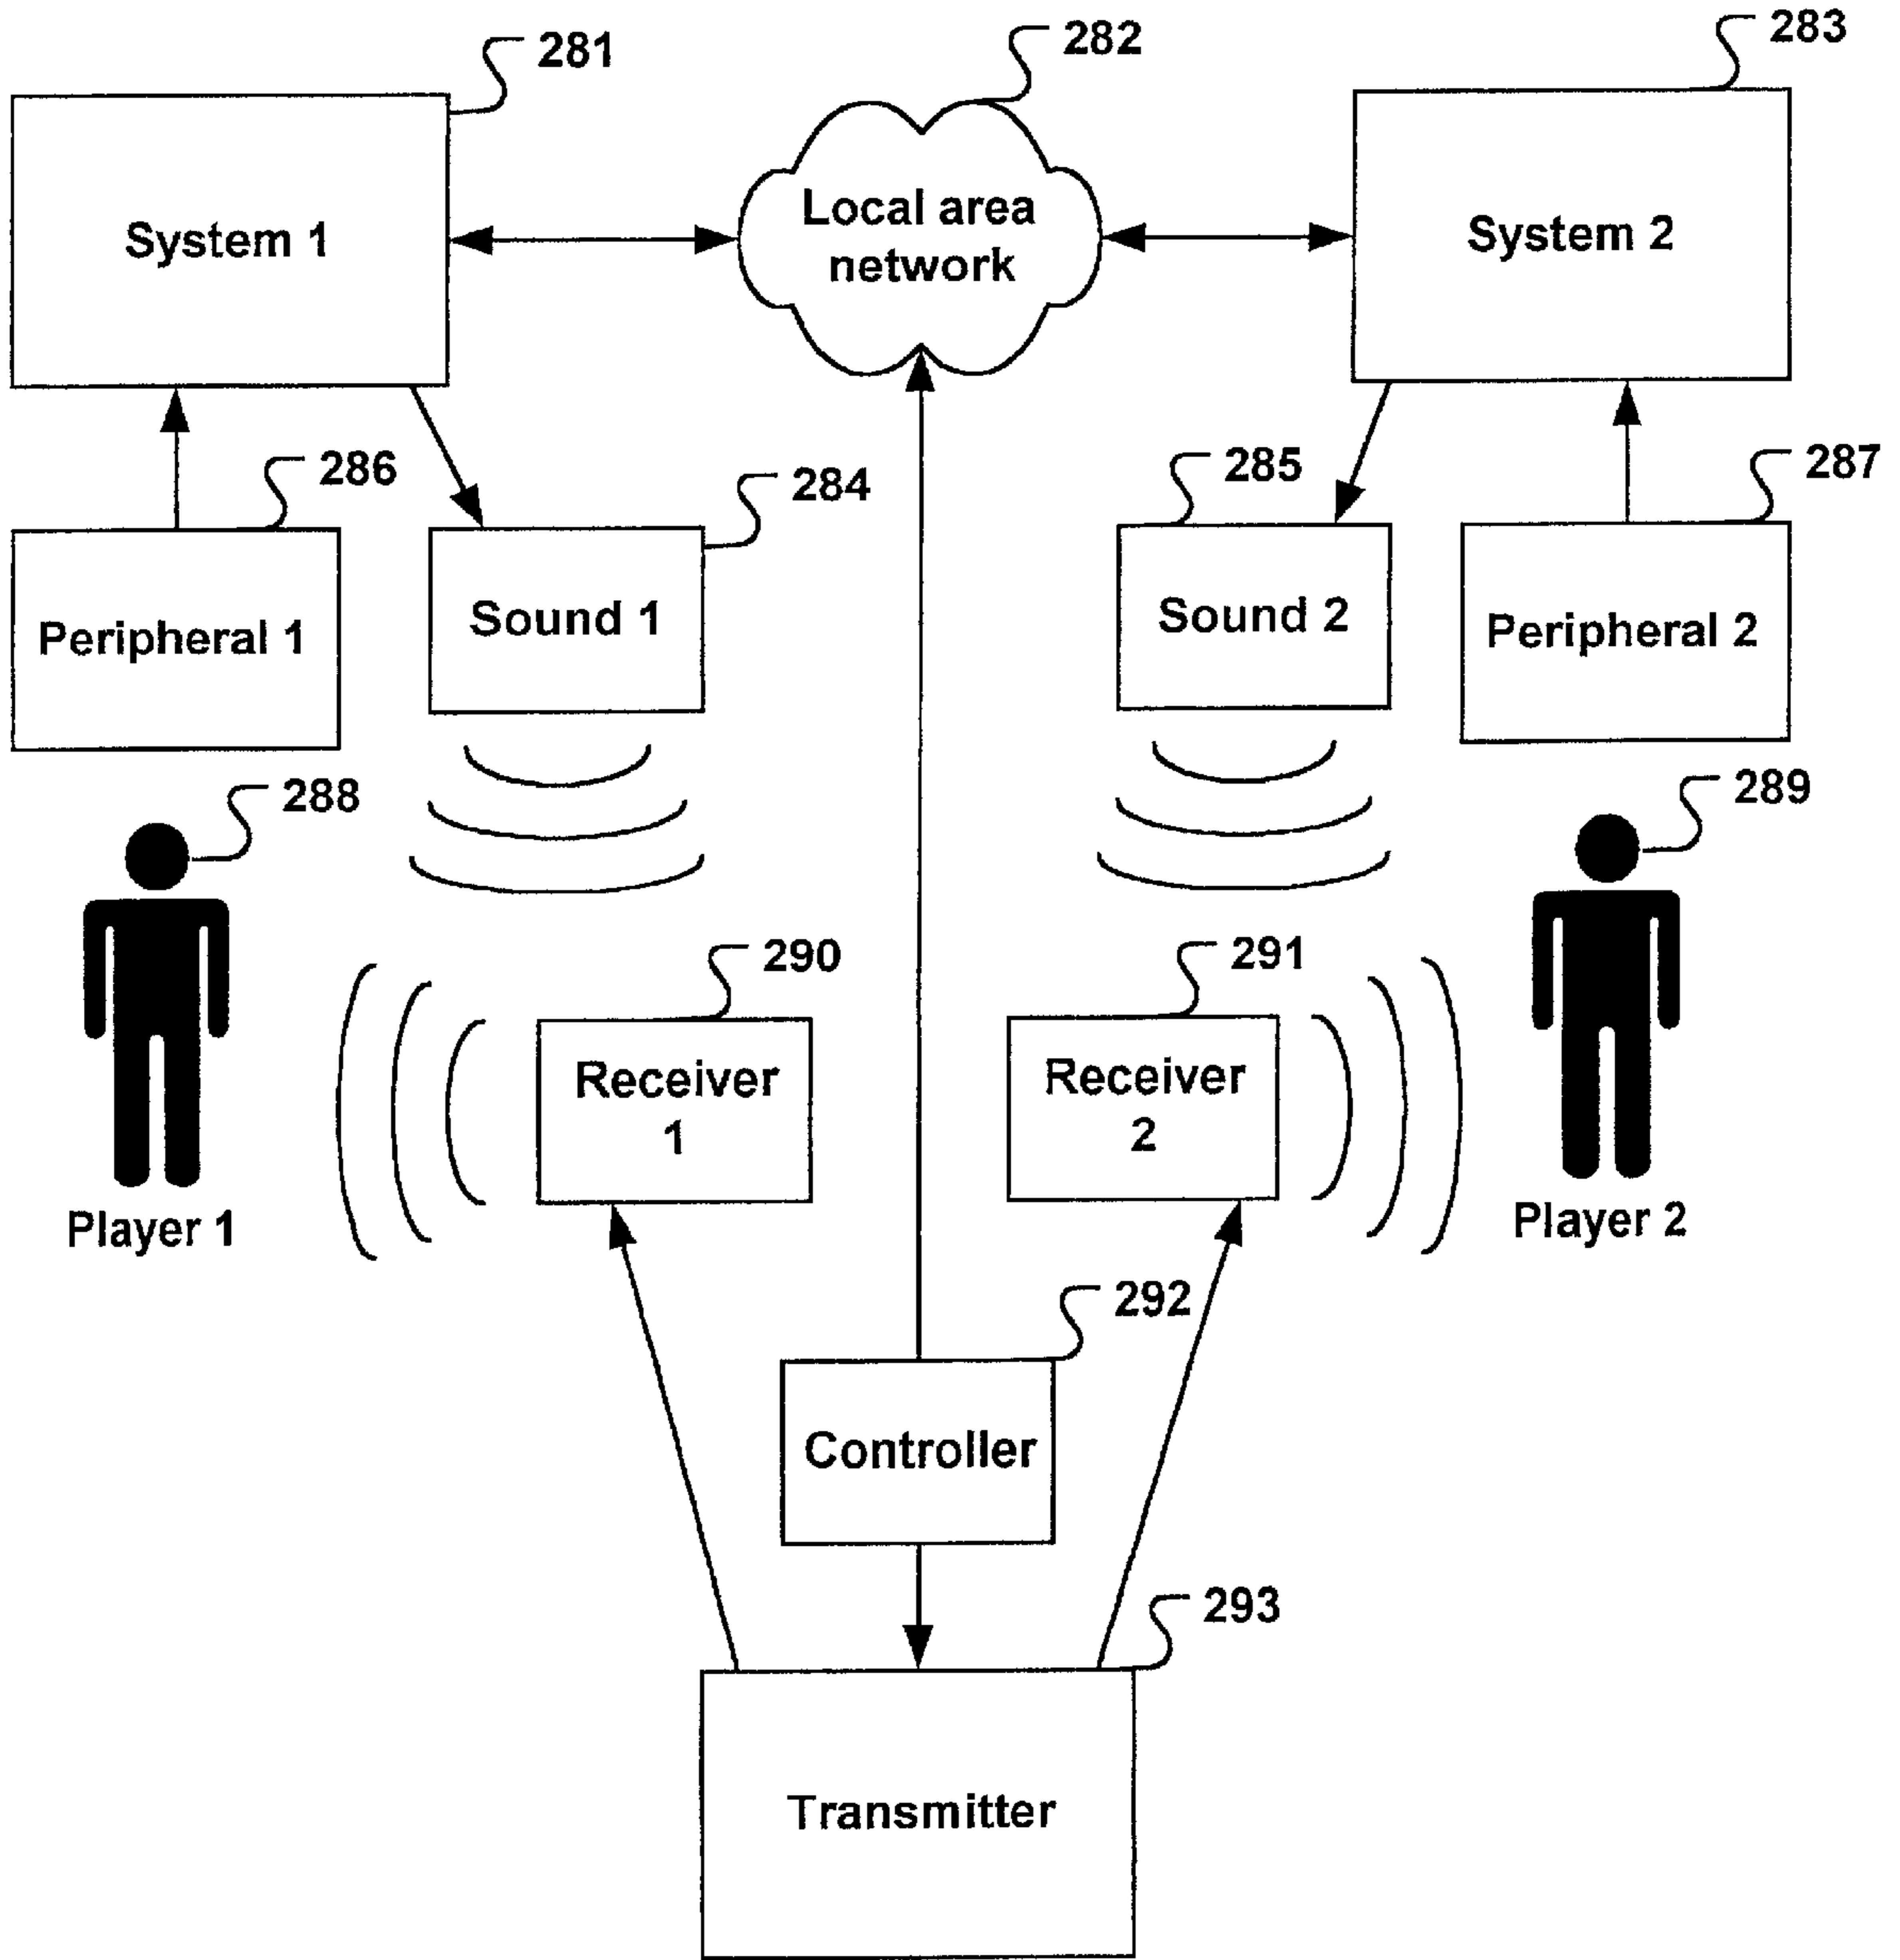 281
282
283
System 1
Local area
network
System 2
286
284
285
287
Peripheral 1
Sound 1
Sound 2
Peripheral 2
288
289
290
291
Receiver
1
Receiver
2
Player 1
Player 2
292
Controller
293
Transmitter